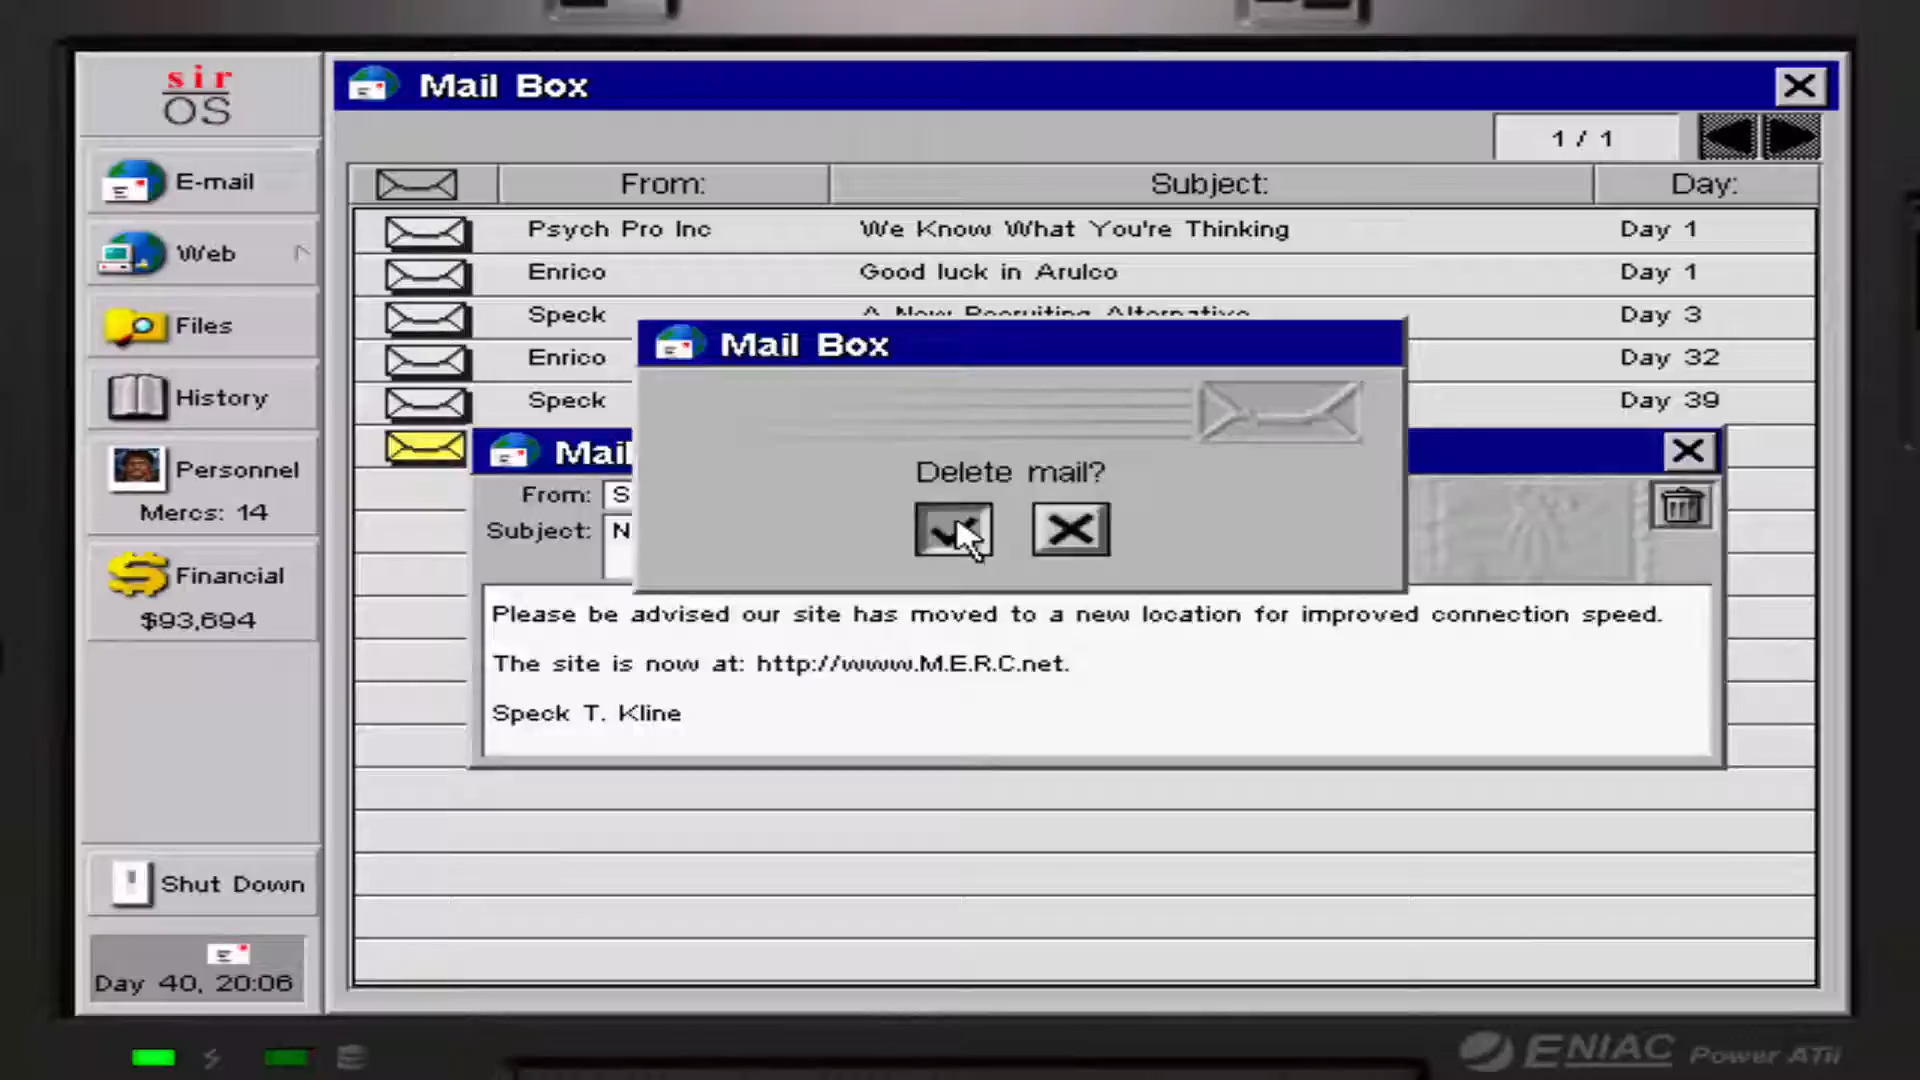 sir
OS
Mail Box
1 / 1
E-mail
Web
Files
History
Personnel
Mercs: 14
Financial
$93,694
Shut Down
Day 40, 20:06
From: Subject: Day:
Psych Pro Inc We Know What You're Thinking Day 1
Enrico Good luck in Arulco Day 1
Speck A New Recruiting Alternative Day 3
Enrico Day 32
Speck Day 39
Mail Box
Delete mail?
Mail
From: S
Subject: N
Please be advised our site has moved to a new location for improved connection speed.
The site is now at: http://www.M.E.R.C.net.
Speck T. Kline
ENIAC Power ATii